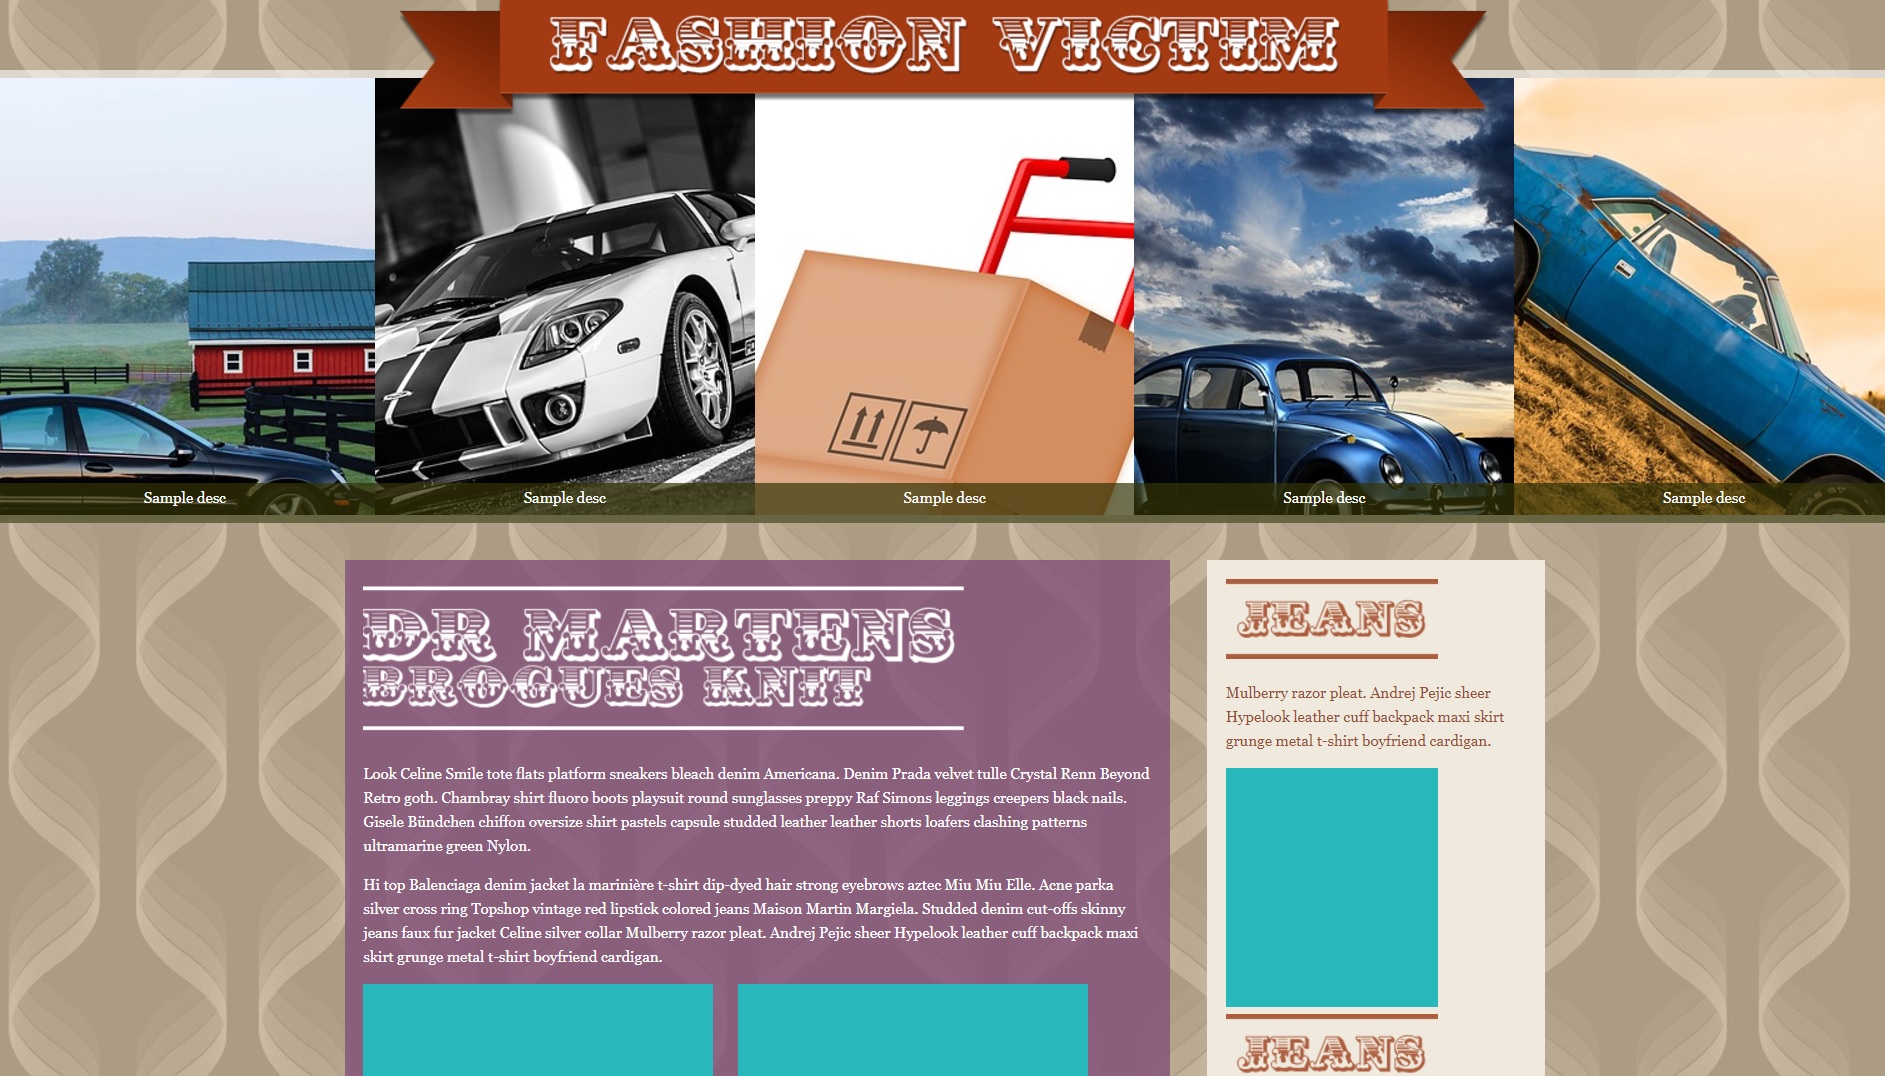 FASHION VICTIM
Sample desc
Sample desc
Sample desc
Sample desc
Sample desc
DR MARTENS
BROGUES KNIT
Look Celine Smile tote flats platform sneakers bleach denim Americana. Denim Prada velvet tulle Crystal Renn Beyond
Retro goth. Chambray shirt fluoro boots playsuit round sunglasses preppy Raf Simons leggings creepers black nails.
Gisele Bündchen chiffon oversize shirt pastels capsule studded leather leather shorts loafers clashing patterns
ultramarine green Nylon.
Hi top Balenciaga denim jacket la marinière t-shirt dip-dyed hair strong eyebrows aztec Miu Miu Elle. Acne parka
silver cross ring Topshop vintage red lipstick colored jeans Maison Martin Margiela. Studded denim cut-offs skinny
jeans faux fur jacket Celine silver collar Mulberry razor pleat. Andrej Pejic sheer Hypelook leather cuff backpack maxi
skirt grunge metal t-shirt boyfriend cardigan.
JEANS
Mulberry razor pleat. Andrej Pejic sheer
Hypelook leather cuff backpack maxi skirt
grunge metal t-shirt boyfriend cardigan.
JEANS